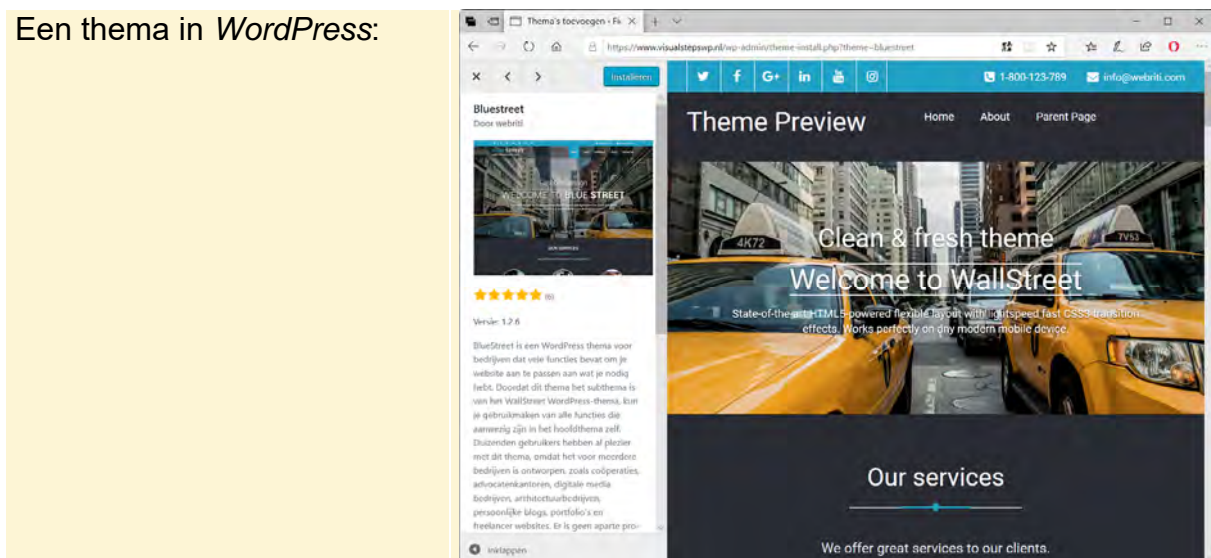 Een thema in WordPress:
Thema's toevoegen ‹ Fi
https://www.visualstepswp.nl/wp-admin/theme-install.php?theme=bluestreet
Installeren
Bluestreet
Door webriti
WELCOME TO BLUE STREET
OUR SERVICES
(6)
Versie: 1.2.6
BlueStreet is een WordPress thema voor
bedrijven dat vele functies bevat om je
website aan te passen aan wat je nodig
hebt. Doordat dit thema het subthema is
van het WallStreet WordPress-thema, kun
je gebruikmaken van alle functies die
aanwezig zijn in het hoofdthema zelf.
Duizenden gebruikers hebben al plezier
met dit thema, omdat het voor meerdere
bedrijven is ontworpen, zoals coöperaties,
advocatenkantoren, digitale media
bedrijven, architectuurbedrijven,
persoonlijke blogs, portfolio's en
freelancer websites. Er is geen aparte pro-
Inklappen
f G+ in
1-800-123-789 info@webriti.com
Theme Preview
Home About Parent Page
4K72
7V53
Clean & fresh theme
Welcome to WallStreet
State-of-the-art HTML5 powered flexible layout with lightspeed fast CSS3 transition
effects. Works perfectly on any modern mobile device.
Our services
We offer great services to our clients.